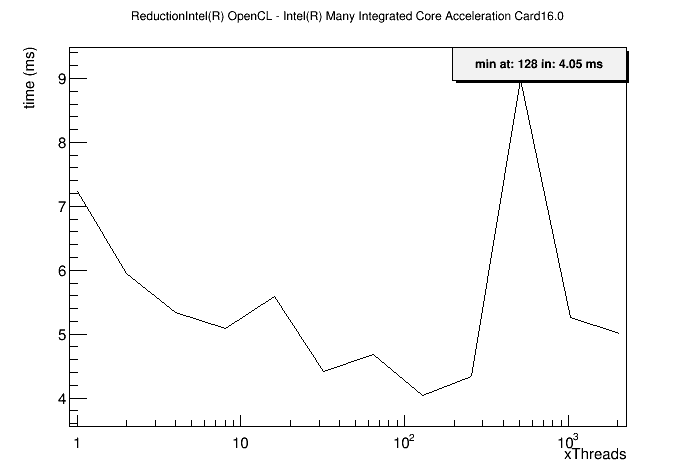 ReductionIntel(R) OpenCL - Intel(R) Many Integrated Core Acceleration Card16.0
time (ms)
min at: 128 in: 4.05 ms
9
8
7
6
5
4
1
10
10²
10³
xThreads